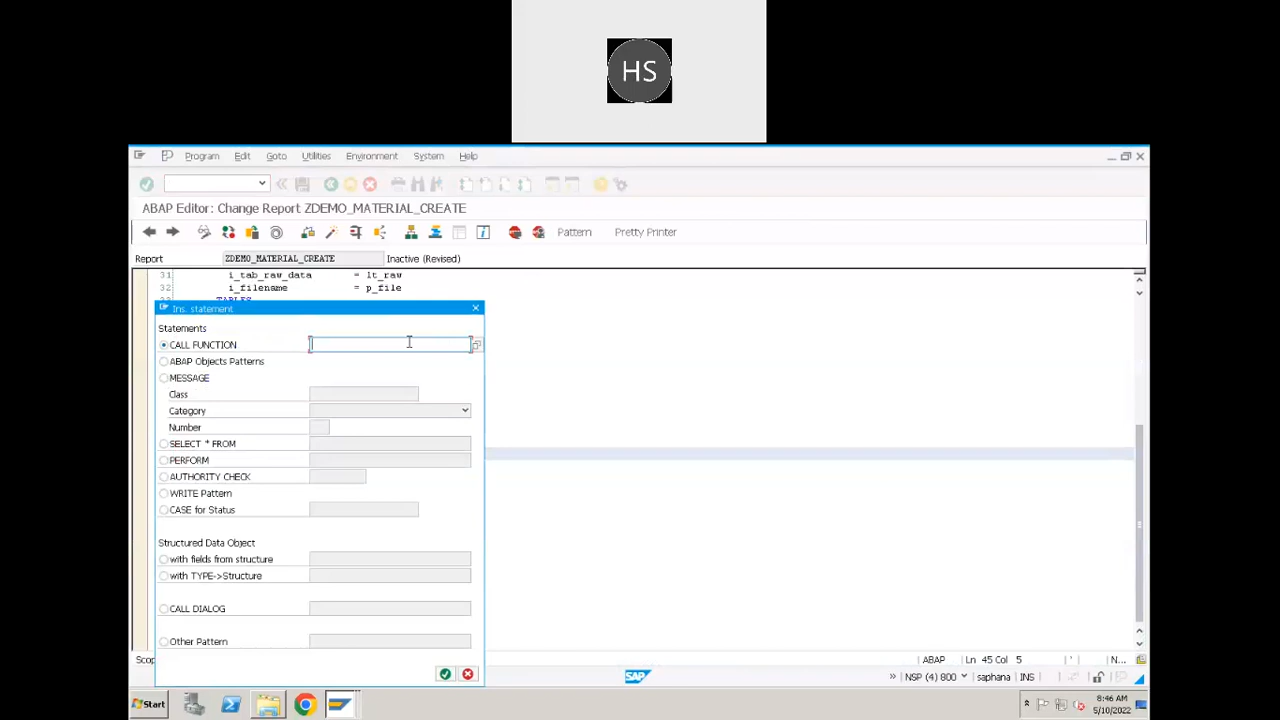 HS
Program Edit Goto Utilities Environment System Help
ABAP Editor: Change Report ZDEMO_MATERIAL_CREATE
Pattern Pretty Printer
Report ZDEMO_MATERIAL_CREATE Inactive (Revised)
31 i_tab_raw_data = lt_raw
32 i_filename = p_file
33 TABLES
Ins. statement
Statements
CALL FUNCTION
ABAP Objects Patterns
MESSAGE
Class
Category
Number
SELECT * FROM
PERFORM
AUTHORITY CHECK
WRITE Pattern
CASE for Status
Structured Data Object
with fields from structure
with TYPE->Structure
CALL DIALOG
Other Pattern
Scop ABAP Ln 45 Col 5 N...
SAP » NSP (4) 800 saphana INS
Start 8:46 AM
5/10/2022